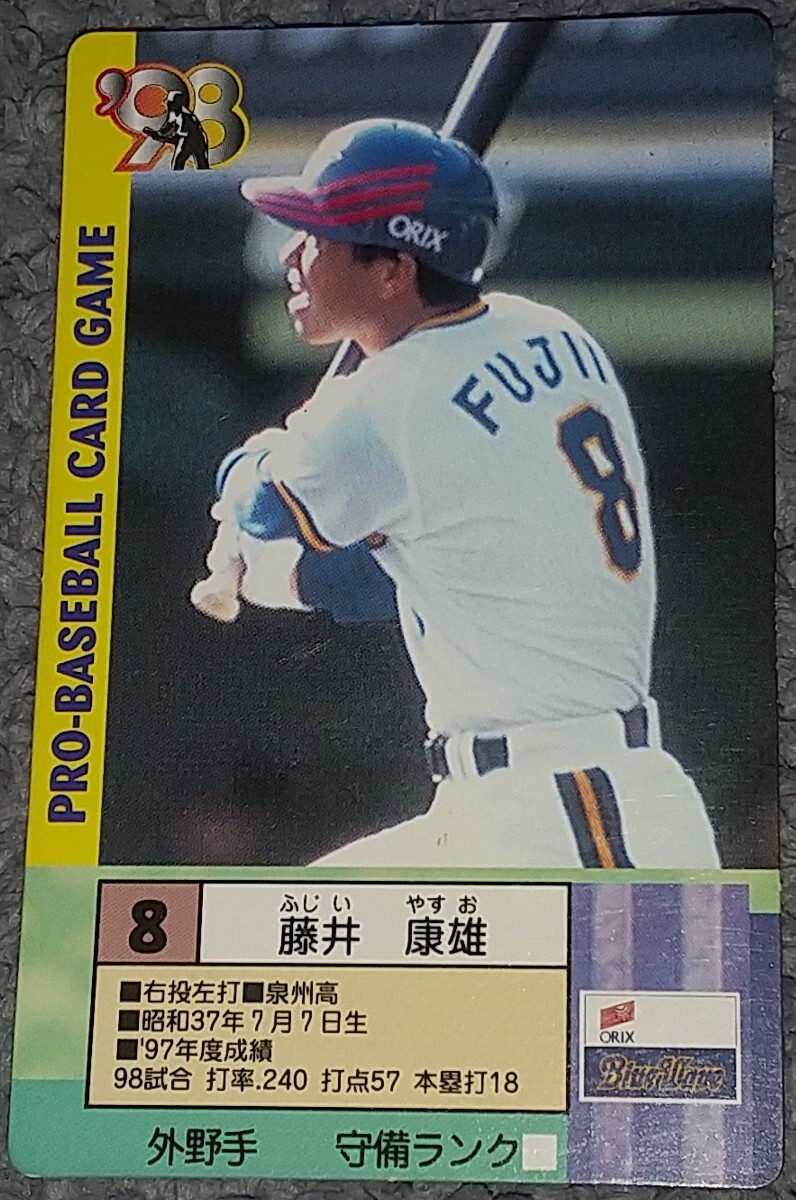 '98
PRO-BASEBALL CARD GAME
ORIX
FUJII
8
8
ふじい やすお
藤井 康雄
■右投左打■泉州高
■昭和37年7月7日生
■'97年度成績
98試合 打率.240 打点57 本塁打18
ORIX
BlueWave
外野手 守備ランク